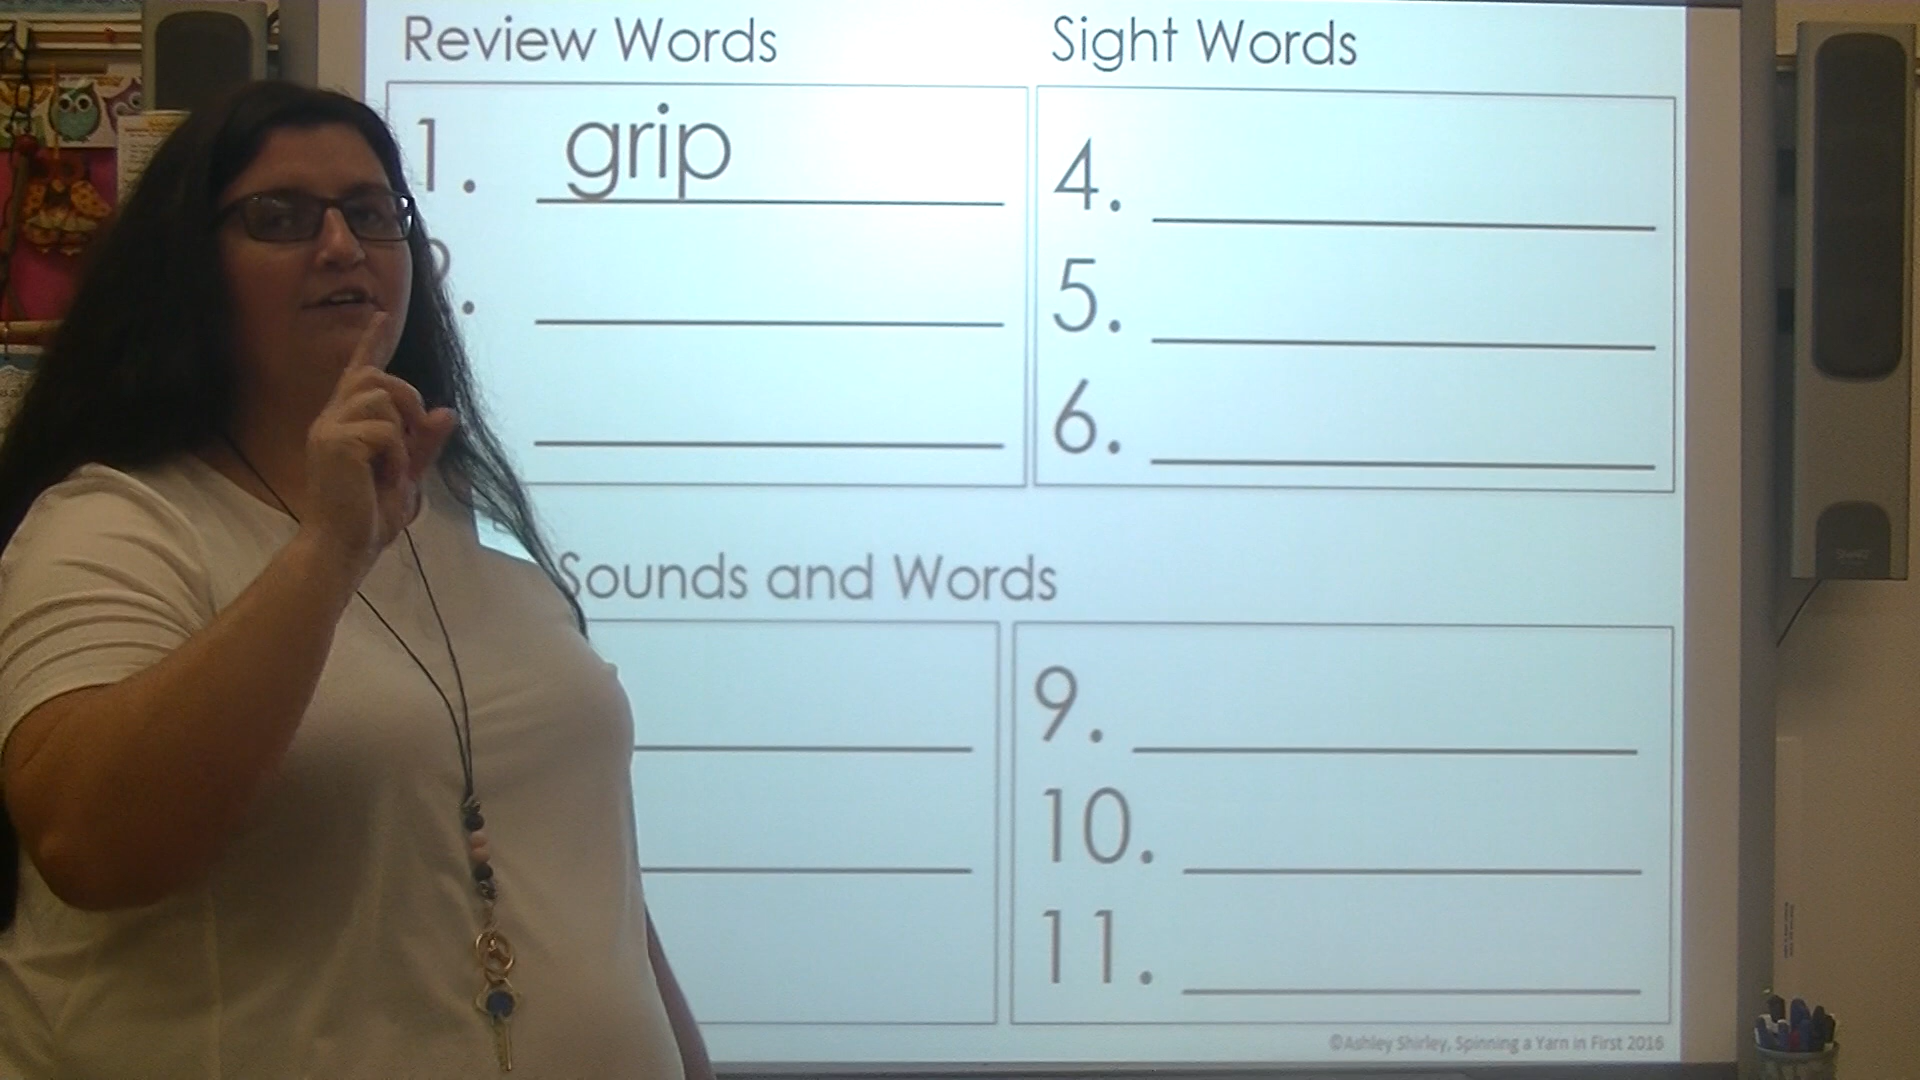 Review Words
1. grip
Sight Words
4.
5.
6.
Sounds and Words
9.
10.
11.
©Ashley Shirley, Spinning a Yarn in First 2016